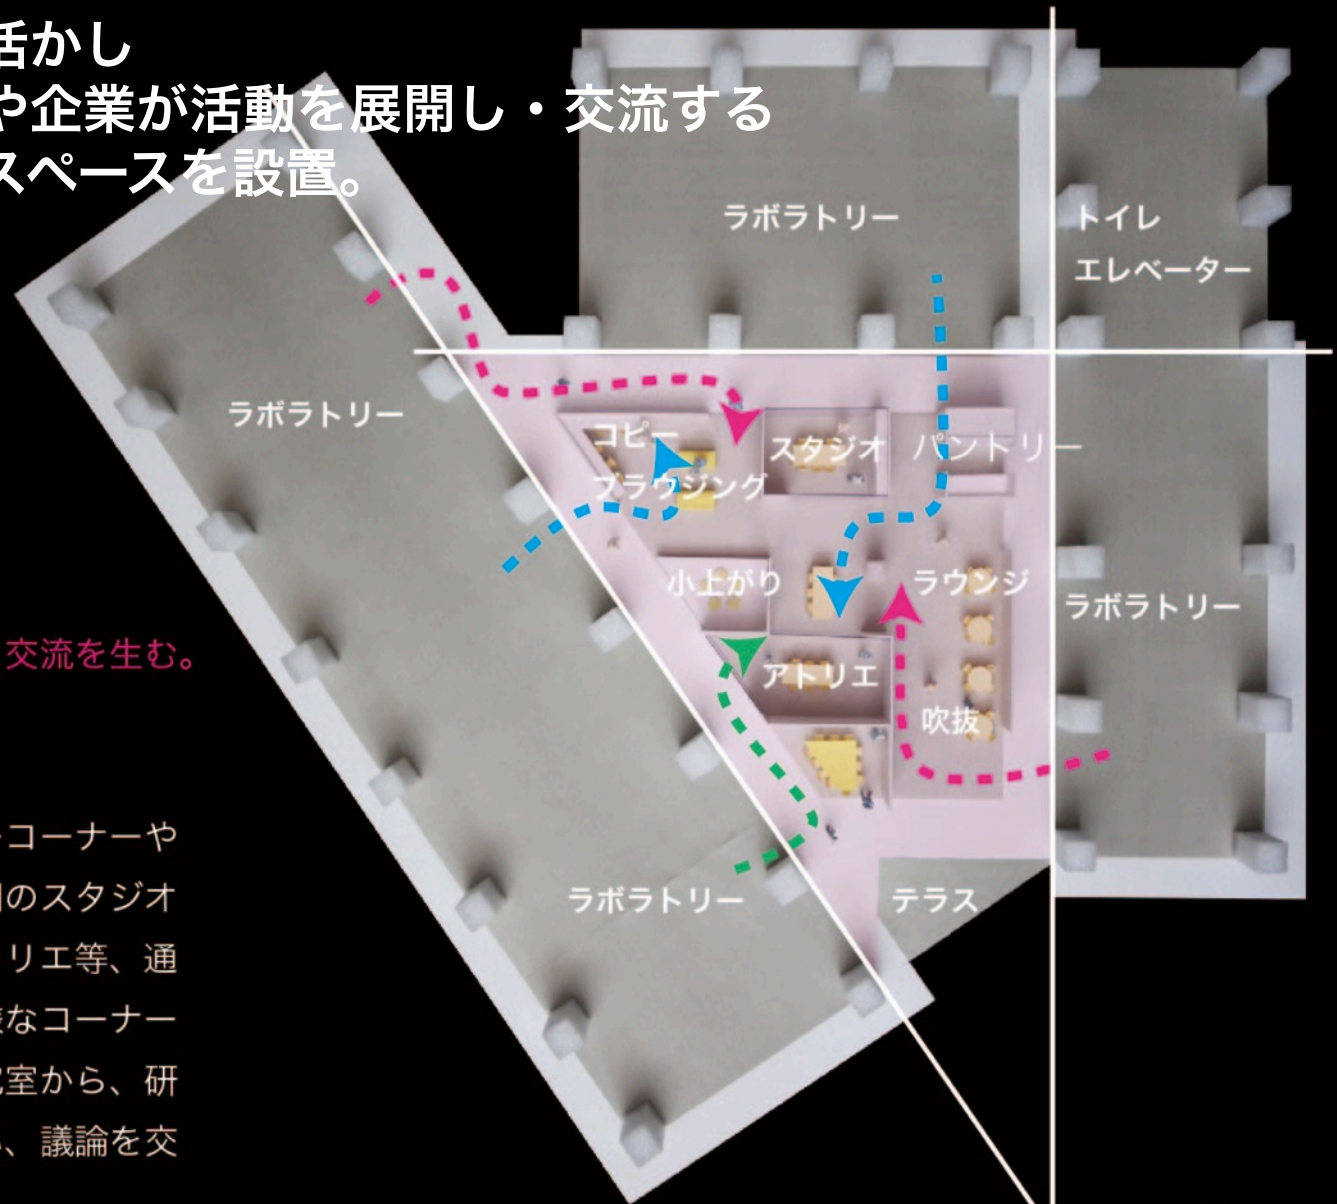 活かし
や企業が活動を展開し・交流する
スペースを設置。
ラボラトリー
トイレ
エレベーター
ラボラトリー
コピー
ブラウジング
スタジオ
パントリー
小上がり
ラウンジ
ラボラトリー
アトリエ
吹抜
交流を生む。
ラボラトリー
テラス
コーナーや
のスタジオ
リエ等、通
なコーナー
室から、研
、議論を交